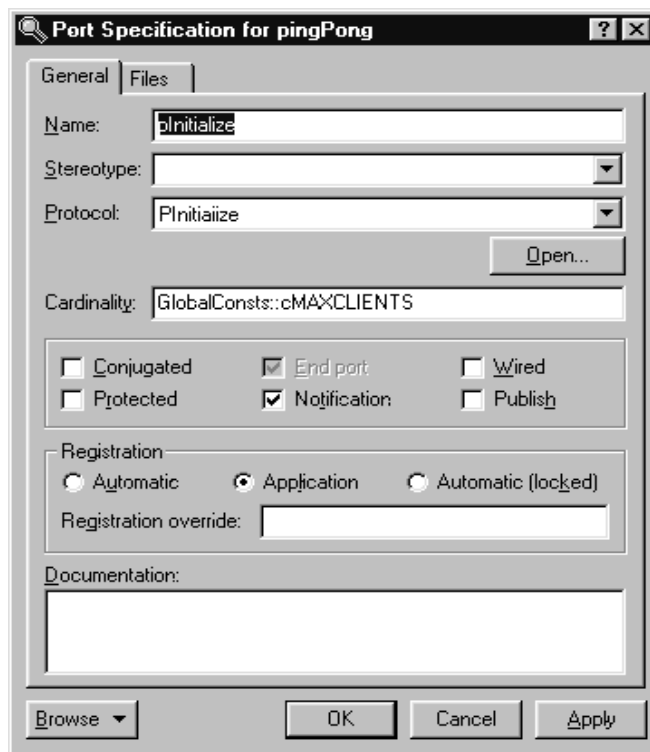 Port Specification for pingPong
General Files
Name: pInitialize
Stereotype:
Protocol: PInitiaiize
Open...
Cardinality: GlobalConsts::cMAXCLIENTS
Conjugated End port Wired
Protected Notification Publish
Registration
Automatic Application Automatic (locked)
Registration override:
Documentation:
Browse OK Cancel Apply